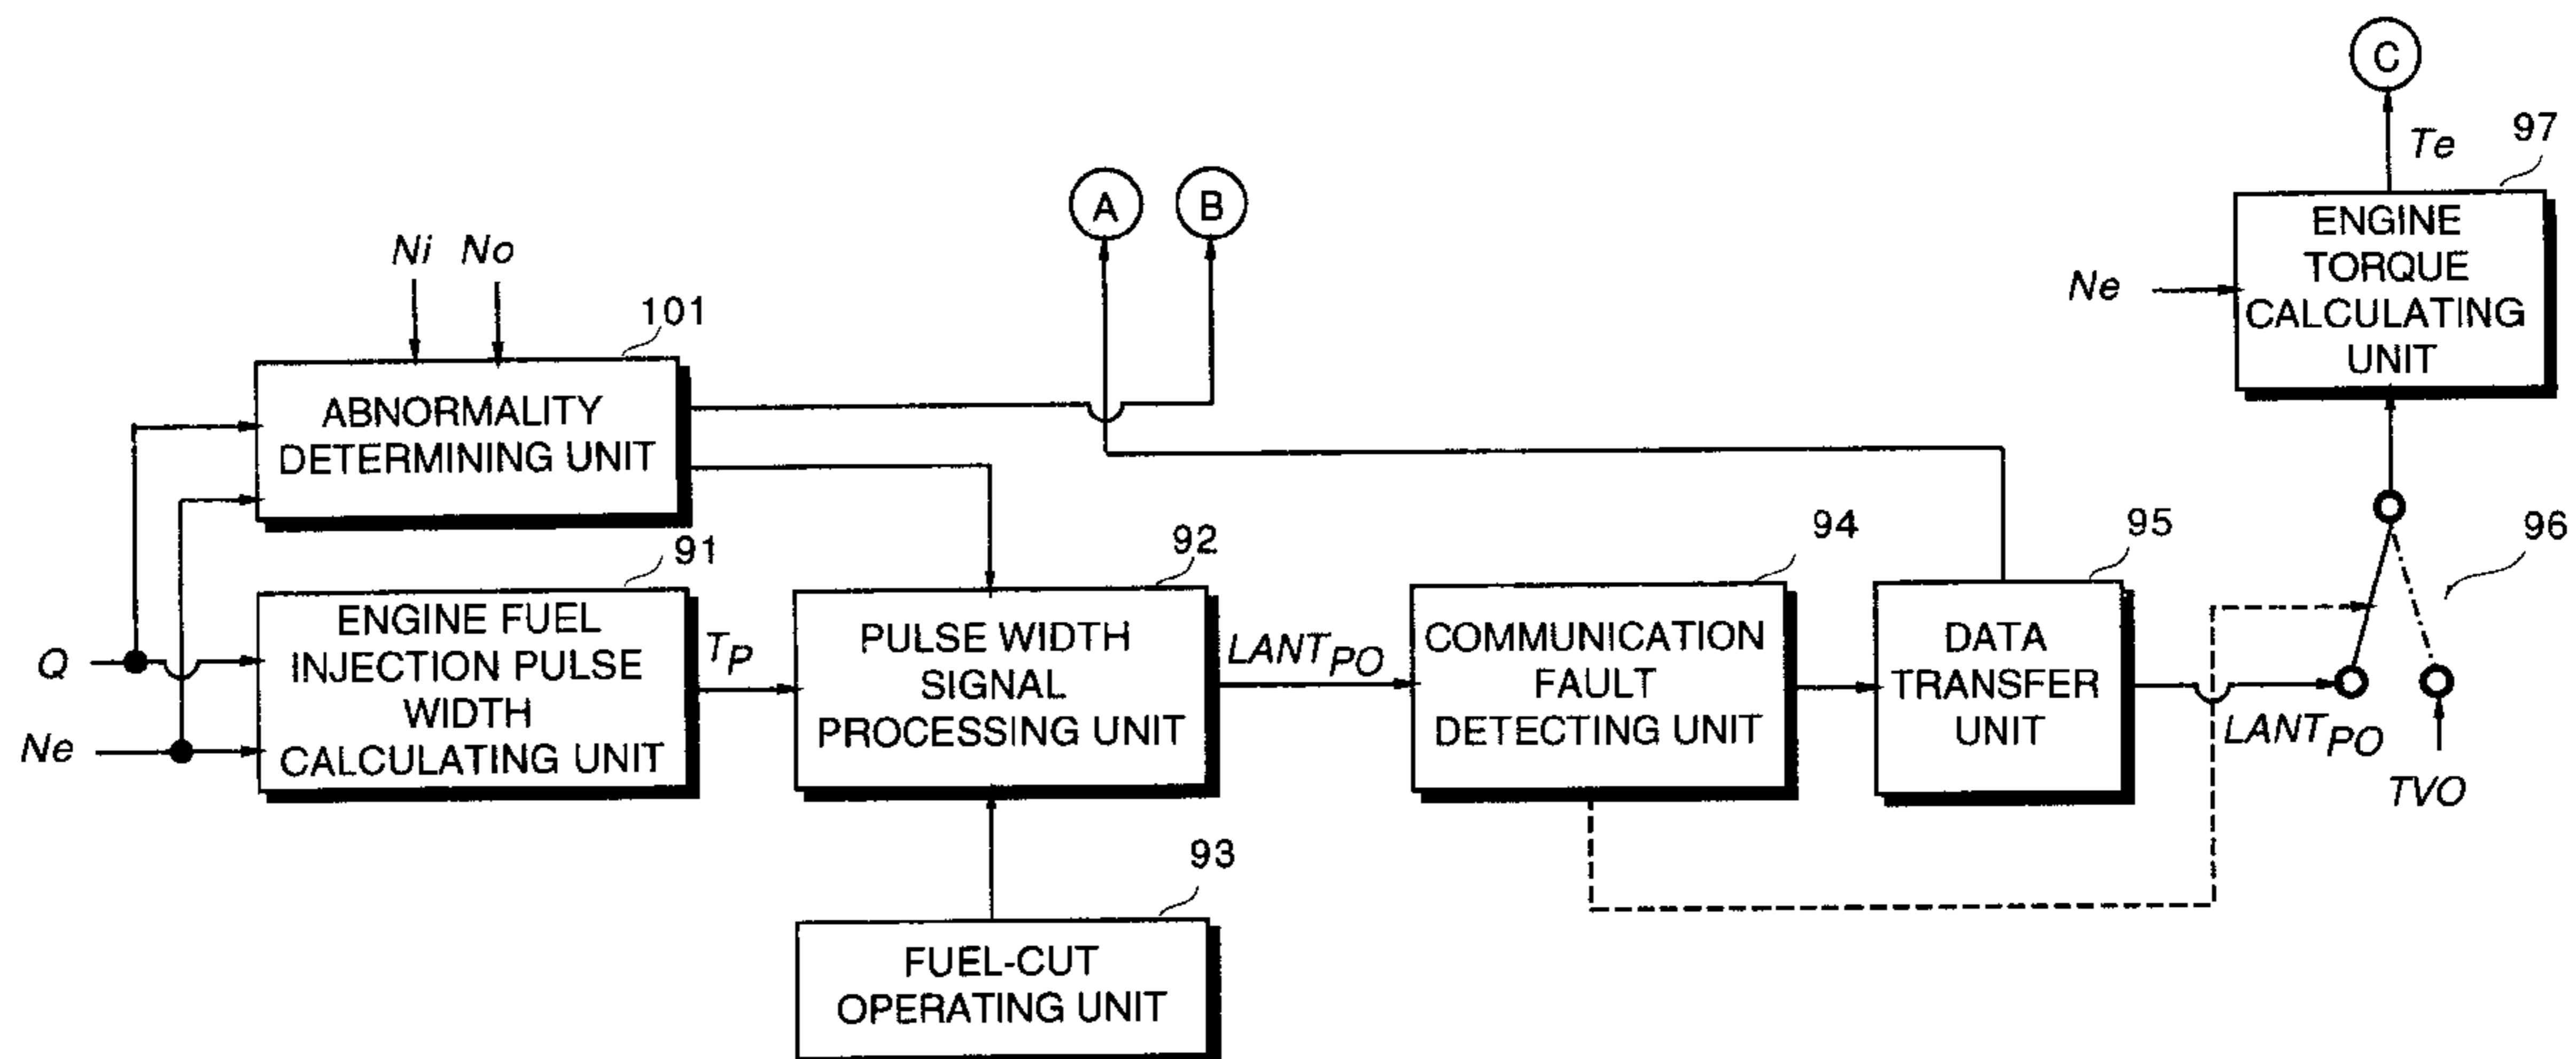 C
Te
97
ENGINE
TORQUE
CALCULATING
UNIT
Ne
A
B
Ni
No
101
ABNORMALITY
DETERMINING UNIT
91
ENGINE FUEL
INJECTION PULSE
WIDTH
CALCULATING UNIT
Q
Ne
TP
92
PULSE WIDTH
SIGNAL
PROCESSING UNIT
LANTPO
94
COMMUNICATION
FAULT
DETECTING UNIT
95
DATA
TRANSFER
UNIT
96
LANTPO
TVO
93
FUEL-CUT
OPERATING UNIT